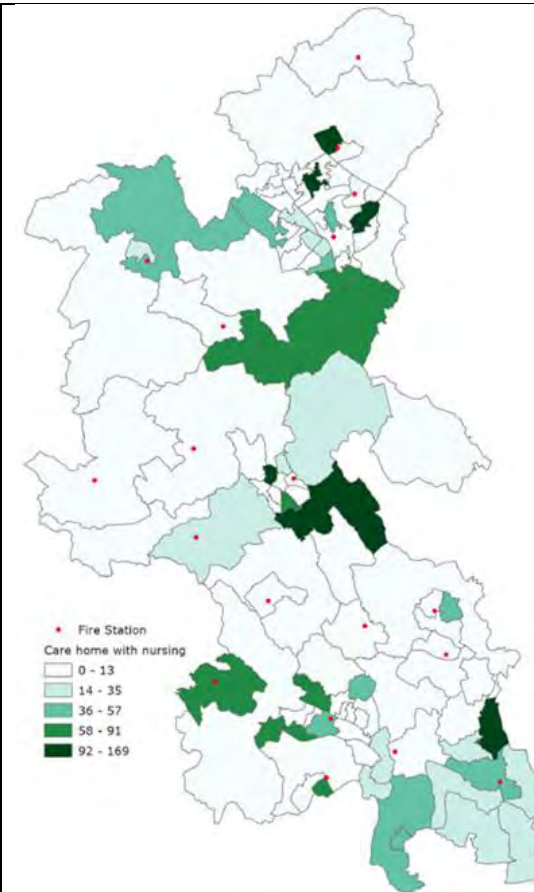 Fire Station
Care home with nursing
0 - 13
14 - 35
36 - 57
58 - 91
92 - 169